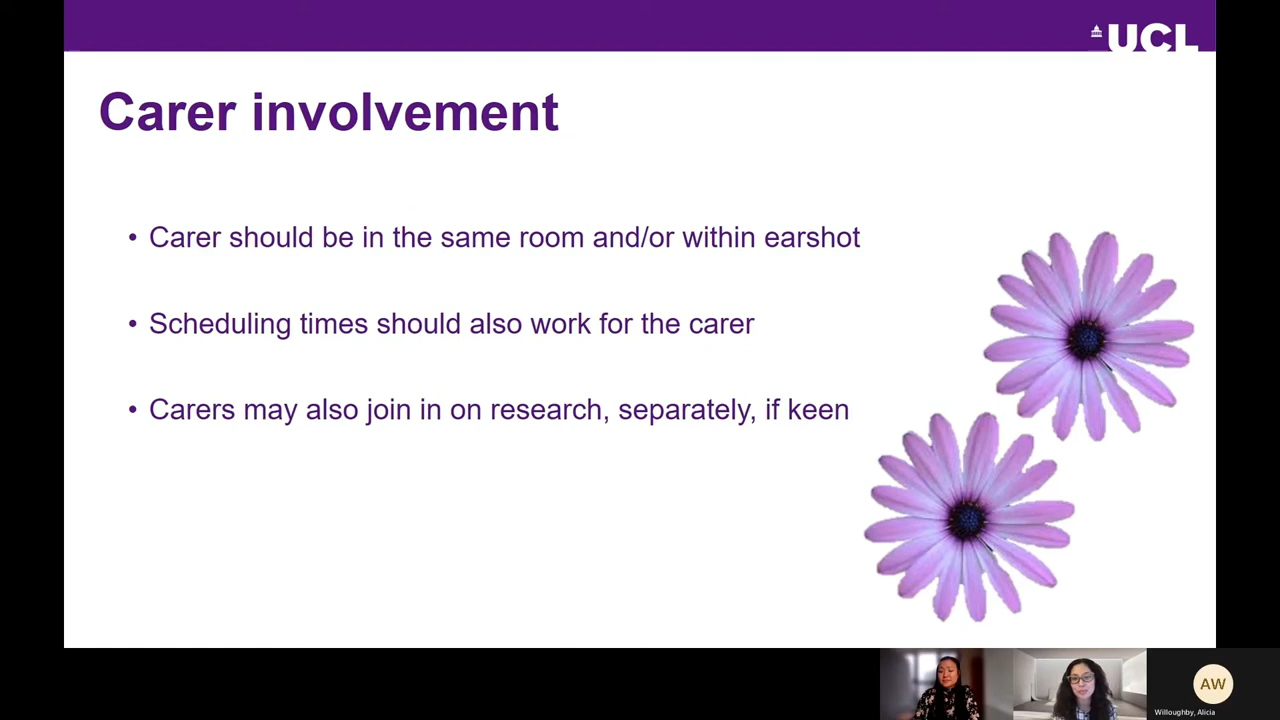 UCL
Carer involvement
• Carer should be in the same room and/or within earshot
• Scheduling times should also work for the carer
• Carers may also join in on research, separately, if keen
AW
Willoughby, Alicia